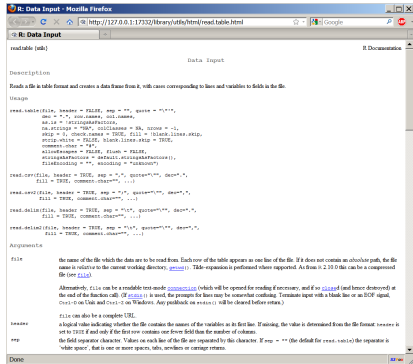 R: Data Input - Mozilla Firefox
http://127.0.0.1:17332/library/utils/html/read.table.html
Google
R: Data Input
read.table {utils}
R Documentation
Data Input
Description
Reads a file in table format and creates a data frame from it, with cases corresponding to lines and variables to fields in the file.
Usage
read.table(file, header = FALSE, sep = "", quote = "\"'",
dec = ".", row.names, col.names,
as.is = !stringsAsFactors,
na.strings = "NA", colClasses = NA, nrows = -1,
skip = 0, check.names = TRUE, fill = !blank.lines.skip,
strip.white = FALSE, blank.lines.skip = TRUE,
comment.char = "#",
allowEscapes = FALSE, flush = FALSE,
stringsAsFactors = default.stringsAsFactors(),
fileEncoding = "", encoding = "unknown")
read.csv(file, header = TRUE, sep = ",", quote="\"", dec=".",
fill = TRUE, comment.char="", ...)
read.csv2(file, header = TRUE, sep = ";", quote="\"", dec=",",
fill = TRUE, comment.char="", ...)
read.delim(file, header = TRUE, sep = "\t", quote="\"", dec=".",
fill = TRUE, comment.char="", ...)
read.delim2(file, header = TRUE, sep = "\t", quote="\"", dec=",",
fill = TRUE, comment.char="", ...)
Arguments
file
the name of the file which the data are to be read from. Each row of the table appears as one line of the file. If it does not contain an absolute path, the file
name is relative to the current working directory, getwd(). Tilde-expansion is performed where supported. As from R 2.10.0 this can be a compressed
file (see file).
Alternatively, file can be a readable text-mode connection (which will be opened for reading if necessary, and if so closed (and hence destroyed) at
the end of the function call). (If stdin() is used, the prompts for lines may be somewhat confusing. Terminate input with a blank line or an EOF signal,
Ctrl-D on Unix and Ctrl-Z on Windows. Any pushback on stdin() will be cleared before return.)
file can also be a complete URL.
header
a logical value indicating whether the file contains the names of the variables as its first line. If missing, the value is determined from the file format: header is
set to TRUE if and only if the first row contains one fewer field than the number of columns.
sep
the field separator character. Values on each line of the file are separated by this character. If sep = "" (the default for read.table) the separator is
'white space', that is one or more spaces, tabs, newlines or carriage returns.
Done